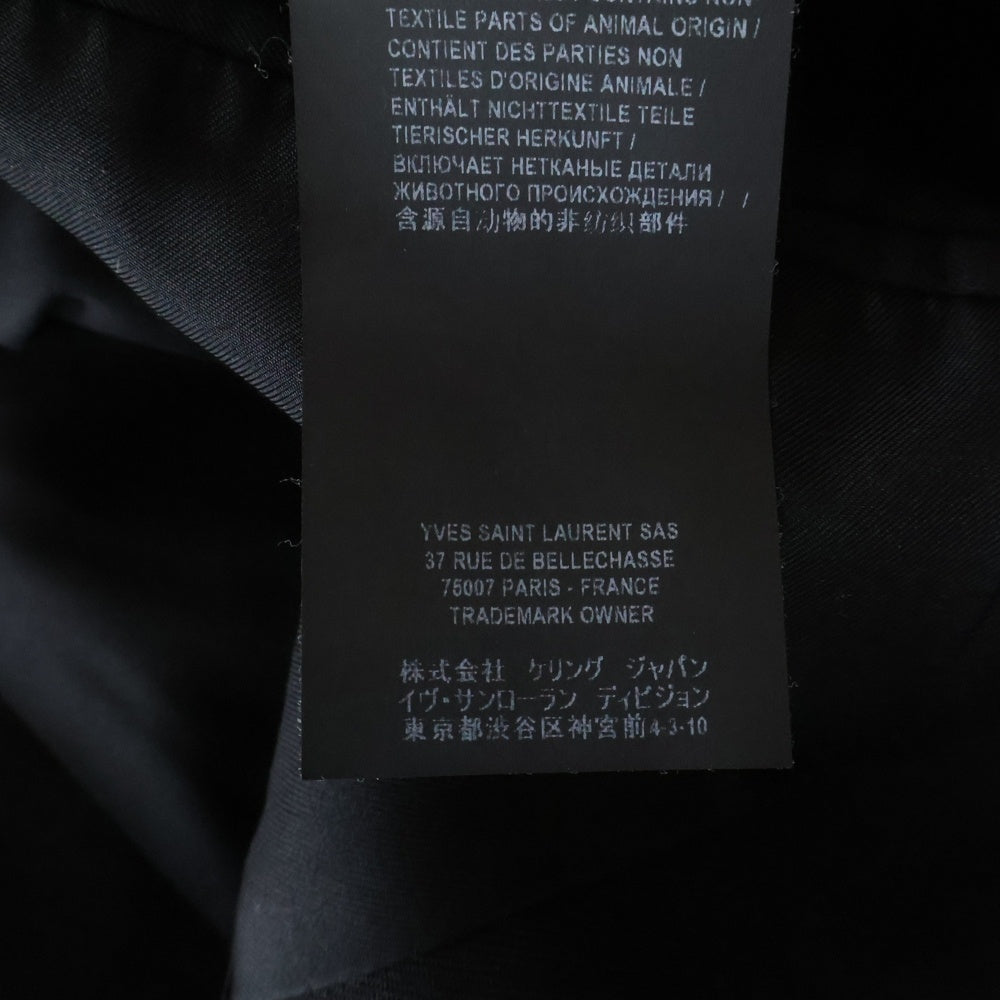 CONTAINS NON
TEXTILE PARTS OF ANIMAL ORIGIN /
CONTIENT DES PARTIES NON
TEXTILES D'ORIGINE ANIMALE /
ENTHÄLT NICHTTEXTILE TEILE
TIERISCHER HERKUNFT /
ВКЛЮЧАЕТ НЕТКАНЫЕ ДЕТАЛИ
ЖИВОТНОГО ПРОИСХОЖДЕНИЯ / /
含源自动物的非纺织部件
YVES SAINT LAURENT SAS
37 RUE DE BELLECHASSE
75007 PARIS - FRANCE
TRADEMARK OWNER
株式会社 ケリング ジャパン
イヴ・サンローラン ディビジョン
東京都渋谷区神宮前4-3-10